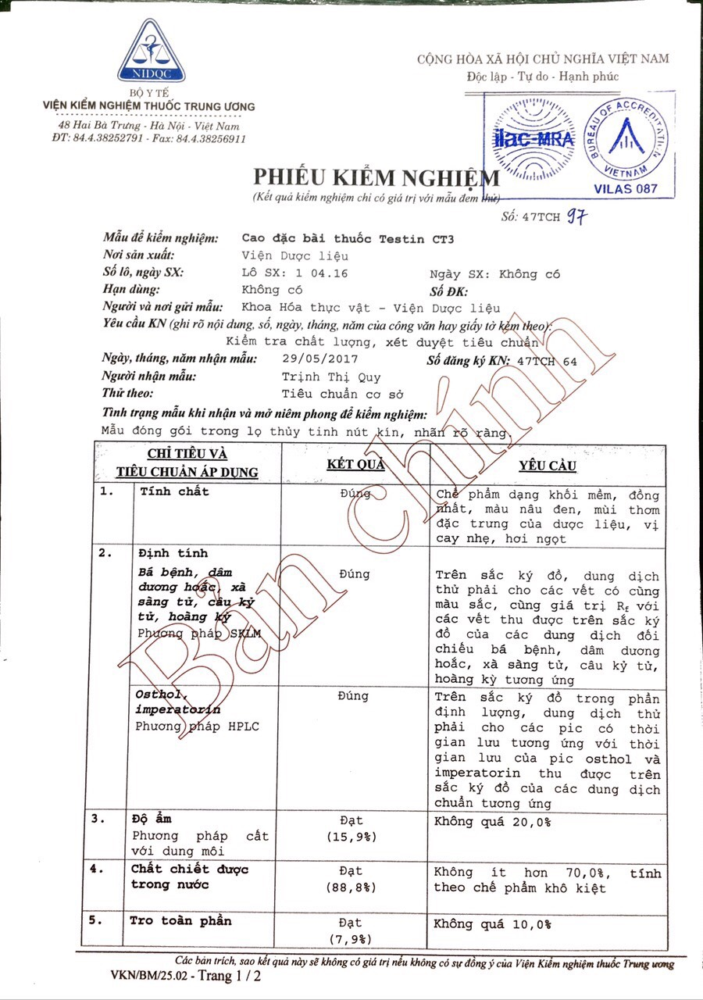 NIDQC
BỘ Y TẾ
VIỆN KIỂM NGHIỆM THUỐC TRUNG ƯƠNG
48 Hai Bà Trưng - Hà Nội - Việt Nam
ĐT: 84.4.38252791 - Fax: 84.4.38256911
CỘNG HÒA XÃ HỘI CHỦ NGHĨA VIỆT NAM
Độc lập - Tự do - Hạnh phúc
ilac-MRA
BUREAU OF ACCREDITATION
VIETNAM
VILAS 087
PHIẾU KIỂM NGHIỆM
(Kết quả kiểm nghiệm chỉ có giá trị với mẫu đem thử)
Số: 47TCH 97
Mẫu để kiểm nghiệm: Cao đặc bài thuốc Testin CT3
Nơi sản xuất: Viện Dược liệu
Số lô, ngày SX: Lô SX: 1 04.16 Ngày SX: Không có
Hạn dùng: Không có Số ĐK:
Người và nơi gửi mẫu: Khoa Hóa thực vật - Viện Dược liệu
Yêu cầu KN (ghi rõ nội dung, số, ngày, tháng, năm của công văn hay giấy tờ kèm theo):
Kiểm tra chất lượng, xét duyệt tiêu chuẩn
Ngày, tháng, năm nhận mẫu: 29/05/2017 Số đăng ký KN: 47TCH 64
Người nhận mẫu: Trịnh Thị Quy
Thử theo: Tiêu chuẩn cơ sở
Tình trạng mẫu khi nhận và mở niêm phong để kiểm nghiệm:
Mẫu đóng gói trong lọ thủy tinh nút kín, nhãn rõ ràng.
Bản chính
CHỈ TIÊU VÀ
TIÊU CHUẨN ÁP DỤNG
KẾT QUẢ
YÊU CẦU
1. Tính chất
Đúng
Chế phẩm dạng khối mềm, đồng
nhất, màu nâu đen, mùi thơm
đặc trưng của dược liệu, vị
cay nhẹ, hơi ngọt
2. Định tính
Bá bệnh, dâm
dương hoắc, xà
sàng tử, câu kỷ
tử, hoàng kỳ
Phương pháp SKLM
Đúng
Trên sắc ký đồ, dung dịch
thử phải cho các vết có cùng
màu sắc, cùng giá trị Rf với
các vết thu được trên sắc ký
đồ của các dung dịch đối
chiếu bá bệnh, dâm dương
hoắc, xà sàng tử, câu kỷ tử,
hoàng kỳ tương ứng
Osthol,
imperatorin
Phương pháp HPLC
Đúng
Trên sắc ký đồ trong phần
định lượng, dung dịch thử
phải cho các pic có thời
gian lưu tương ứng với thời
gian lưu của pic osthol và
imperatorin thu được trên
sắc ký đồ của các dung dịch
chuẩn tương ứng
3. Độ ẩm
Phương pháp cất
với dung môi
Đạt
(15,9%)
Không quá 20,0%
4. Chất chiết được
trong nước
Đạt
(88,8%)
Không ít hơn 70,0%, tính
theo chế phẩm khô kiệt
5. Tro toàn phần
Đạt
(7,9%)
Không quá 10,0%
Các bản trích, sao kết quả này sẽ không có giá trị nếu không có sự đồng ý của Viện Kiểm nghiệm thuốc Trung ương
VKN/BM/25.02 - Trang 1 / 2